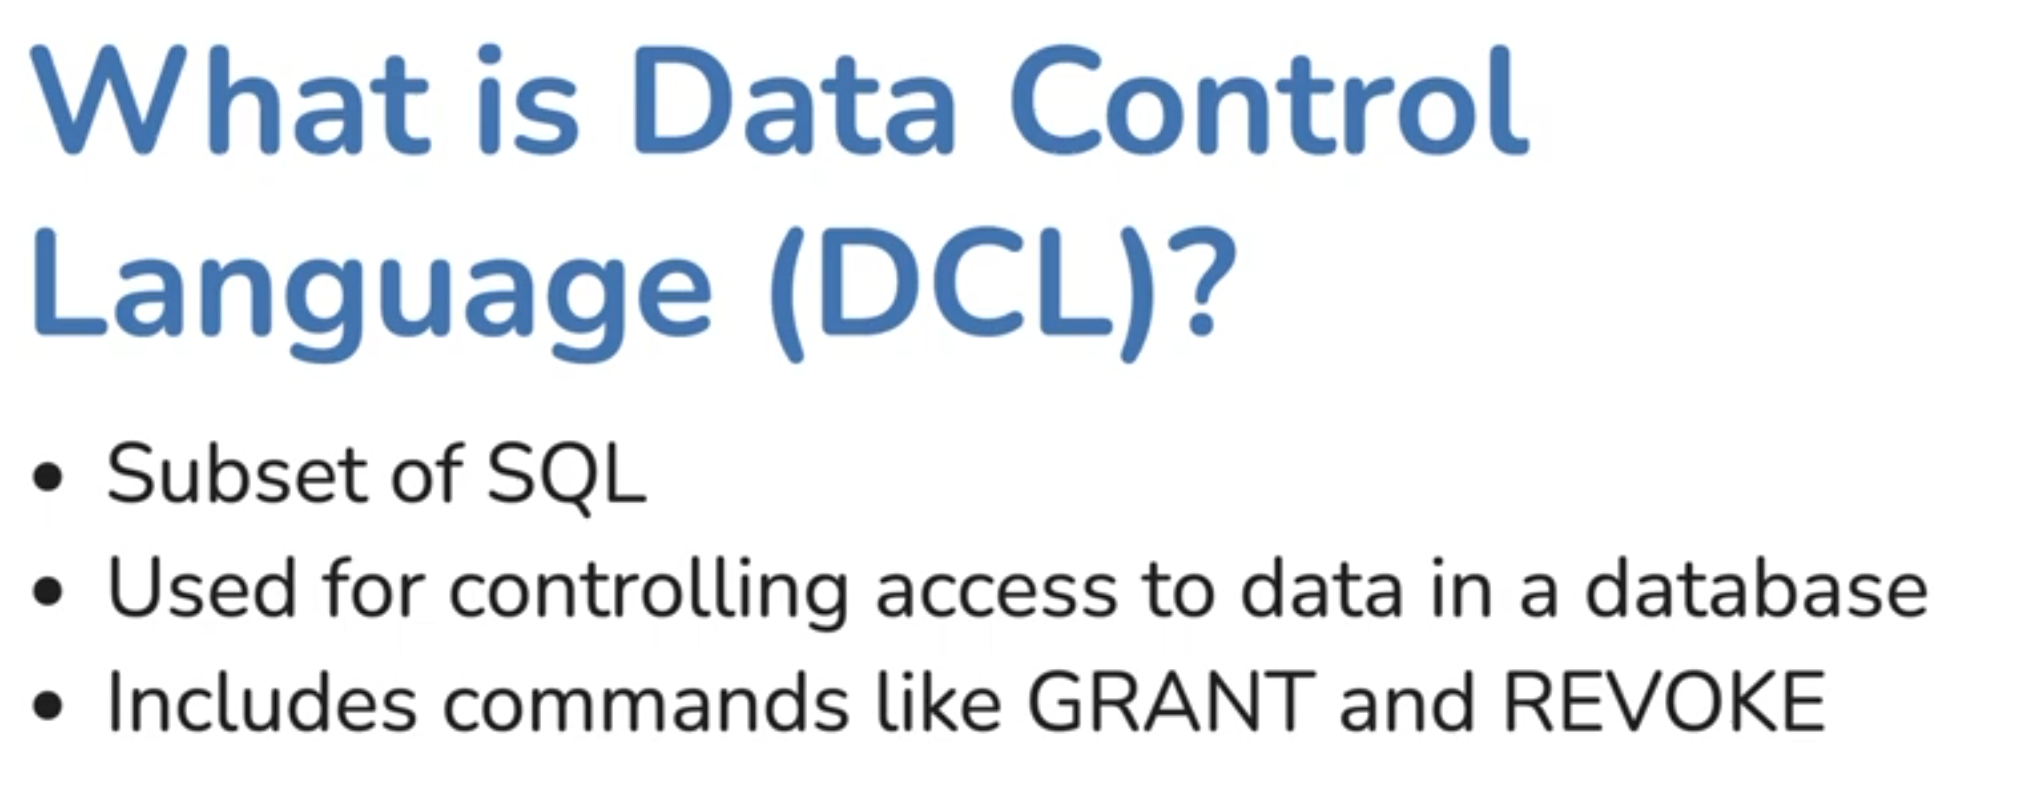 What is Data Control
Language (DCL)?
• Subset of SQL
• Used for controlling access to data in a database
• Includes commands like GRANT and REVOKE